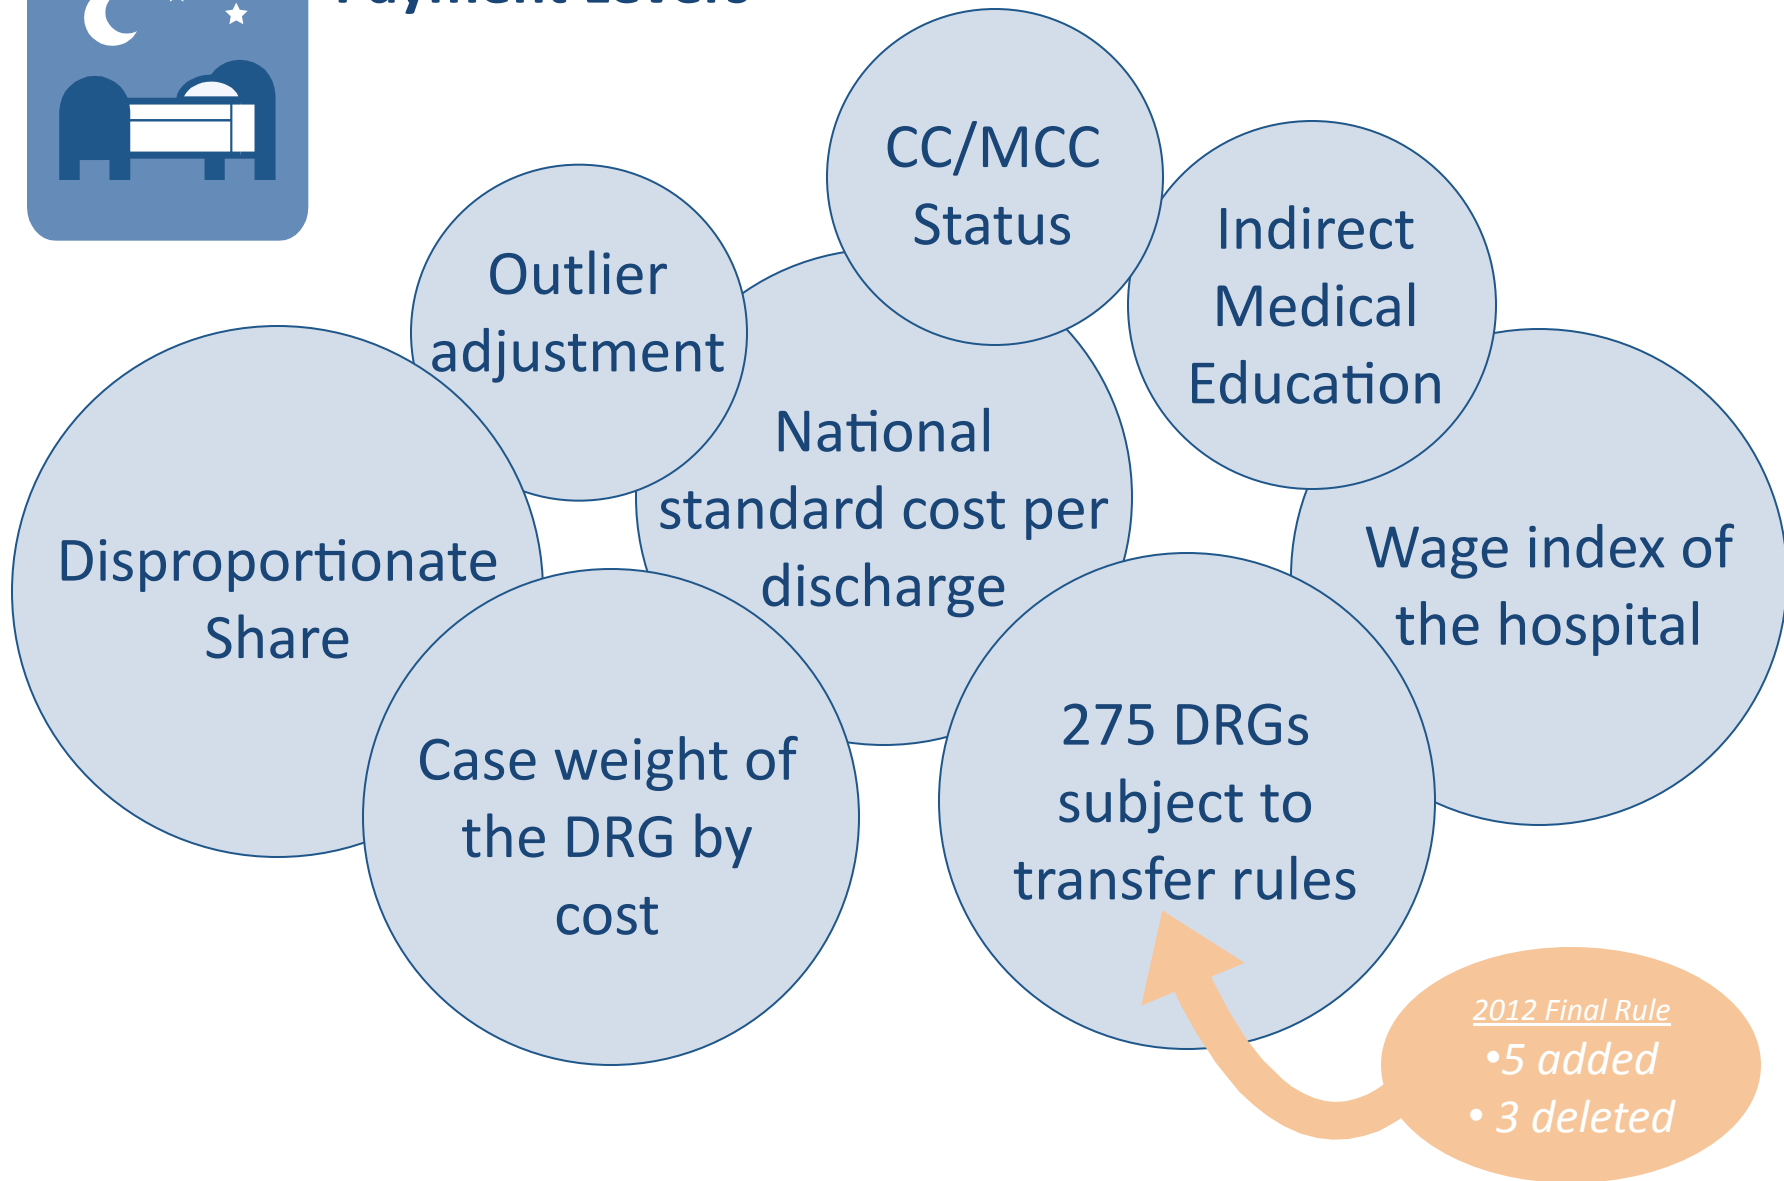 Payment Levers
CC/MCC
Status
Indirect
Medical
Education
Outlier
adjustment
National
standard cost per
discharge
Disproportionate
Share
Wage index of
the hospital
Case weight of
the DRG by
cost
275 DRGs
subject to
transfer rules
2012 Final Rule
•5 added
• 3 deleted